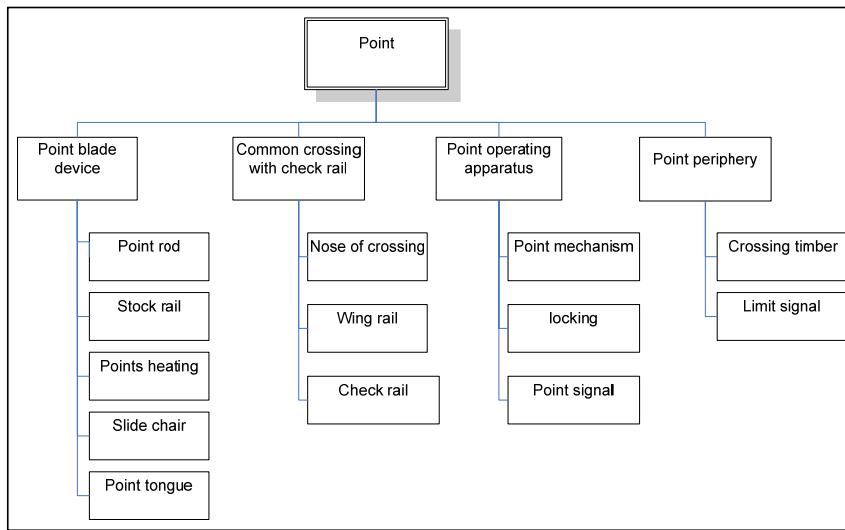 Point
Point blade
device
Common crossing
with check rail
Point operating
apparatus
Point periphery
Point rod
Stock rail
Points heating
Slide chair
Point tongue
Nose of crossing
Wing rail
Check rail
Point mechanism
locking
Point signal
Crossing timber
Limit signal